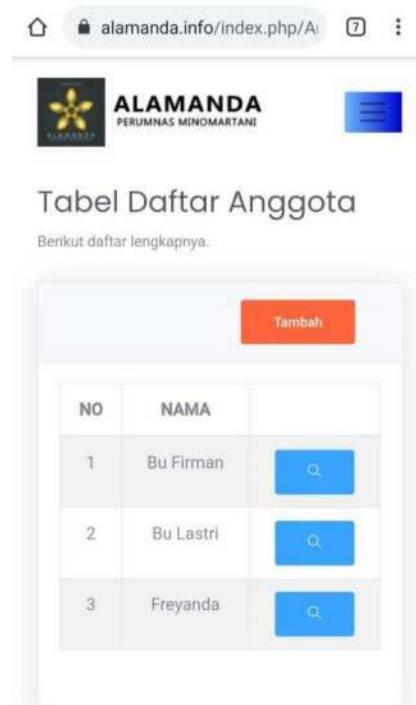 alamanda.info/index.php/A
7
ALAMANDA
PERUMNAS MINOMARTANI
Tabel Daftar Anggota
Berikut daftar lengkapnya.
Tambah
NO NAMA
1 Bu Firman
2 Bu Lastri
3 Freyanda